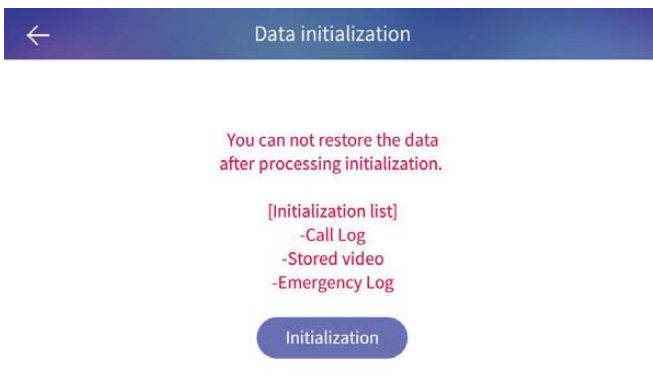 Data initialization
You can not restore the data
after processing initialization.
[Initialization list]
-Call Log
-Stored video
-Emergency Log
Initialization